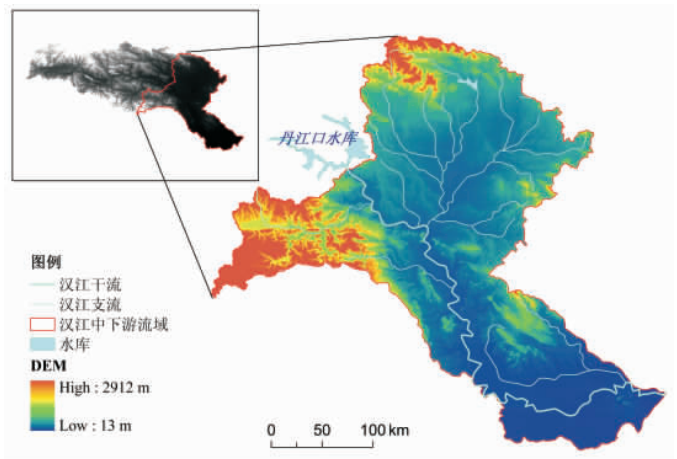 丹江口水库
图例
汉江干流
汉江支流
汉江中下游流域
水库
DEM
High : 2912 m
Low : 13 m
0 50 100 km